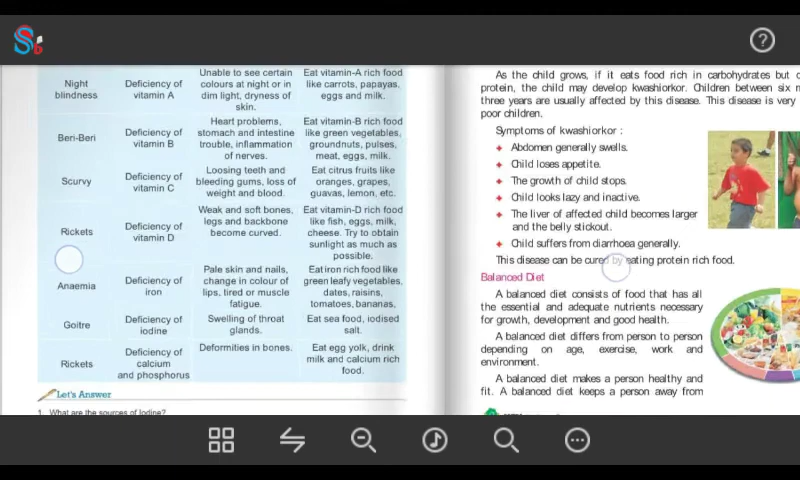 Night blindness
Deficiency of vitamin A
Unable to see certain
colours at night or in
dim light, dryness of
skin.
Eat vitamin-A rich food
like carrots, papayas,
eggs and milk.
Beri-Beri
Deficiency of
vitamin B
Heart problems,
stomach and intestine
trouble, inflammation
of nerves.
Eat vitamin-B rich food
like green vegetables,
groundnuts, pulses,
meat, eggs, milk.
Scurvy
Deficiency of
vitamin C
Loosing teeth and
bleeding gums, loss of
weight and blood.
Eat citrus fruits like
oranges, grapes,
guavas, lemon, etc.
Rickets
Deficiency of
vitamin D
Weak and soft bones,
legs and backbone
become curved.
Eat vitamin-D rich food
like fish, eggs, milk,
cheese. Try to obtain
sunlight as much as
possible.
Anaemia
Deficiency of
iron
Pale skin and nails,
change in colour of
lips, tired or muscle
fatigue.
Eat iron rich food like
green leafy vegetables,
dates, raisins,
tomatoes, bananas,
Goitre
Deficiency of
iodine
Swelling of throat
glands.
Eat sea food, iodised
salt.
Rickets
Deficiency of
calcium
and phosphorus
Deformities in bones.
Eat egg yolk, drink
milk and calcium rich
food.
Let's Answer
1. What are the sources of Iodine?
As the child grows, if it eats food rich in carbohydrates but
protein, the child may develop kwashiorkor. Children between six
three years are usually affected by this disease. This disease is very
poor children.
Symptoms of kwashiorkor :
Abdomen generally swells.
Child loses appetite.
The growth of child stops.
Child looks lazy and inactive.
The liver of affected child becomes larger
and the belly stickout.
Child suffers from diarrhoea generally.
This disease can be cured by eating protein rich food.
Balanced Diet
A balanced diet consists of food that has all
the essential and adequate nutrients necessary
for growth, development and good health.
A balanced diet differs from person to person
depending on age, exercise, work and
environment.
A balanced diet makes a person healthy and
fit. A balanced diet keeps a person away from